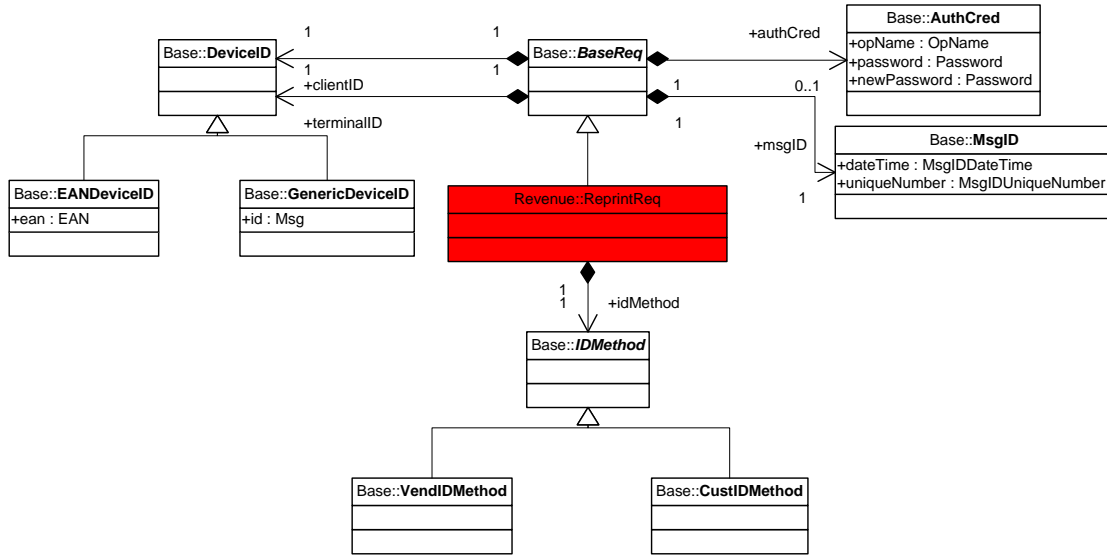 Base::DeviceID
1
1
Base::BaseReq
+authCred
Base::AuthCred
+opName : OpName
+password : Password
+newPassword : Password
1
+clientID
1
1
0..1
1
+terminalID
+msgID
Base::MsgID
+dateTime : MsgIDDateTime
+uniqueNumber : MsgIDUniqueNumber
1
Base::EANDeviceID
+ean : EAN
Base::GenericDeviceID
+id : Msg
Revenue::ReprintReq
1
1
+idMethod
Base::IDMethod
Base::VendIDMethod
Base::CustIDMethod